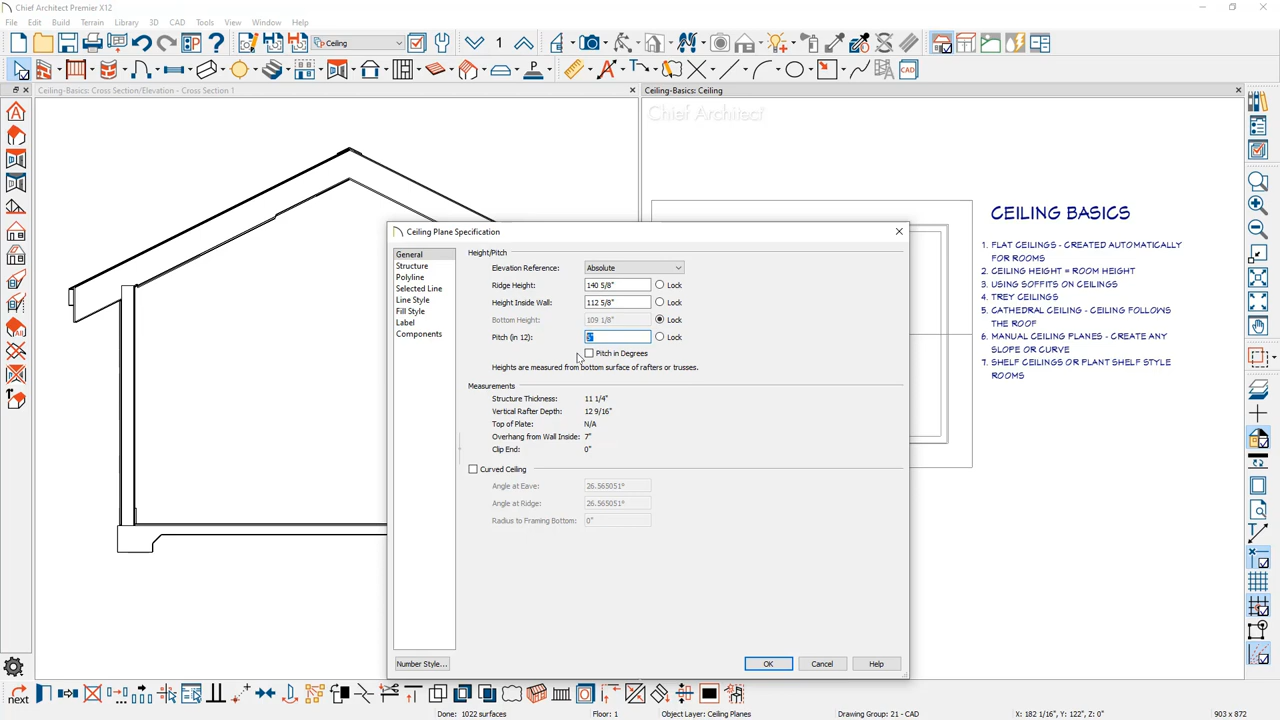 Chief Architect Premier X12
File Edit Build Terrain Library 3D CAD Tools View Window Help
Ceiling
1
CAD
Ceiling-Basics: Cross Section/Elevation - Cross Section 1
Ceiling-Basics: Ceiling
Chief Architect
CEILING BASICS
1. FLAT CEILINGS - CREATED AUTOMATICALLY
FOR ROOMS
2. CEILING HEIGHT = ROOM HEIGHT
3. USING SOFFITS ON CEILINGS
4. TREY CEILINGS
5. CATHEDRAL CEILING - CEILING FOLLOWS
THE ROOF
6. MANUAL CEILING PLANES - CREATE ANY
SLOPE OR CURVE
7. SHELF CEILINGS OR PLANT SHELF STYLE
ROOMS
Ceiling Plane Specification
General
Structure
Polyline
Selected Line
Line Style
Fill Style
Label
Components
Height/Pitch
Elevation Reference: Absolute
Ridge Height: 140 5/8" Lock
Height Inside Wall: 112 5/8" Lock
Bottom Height: 109 1/8" Lock
Pitch (in 12): Lock
Pitch in Degrees
Heights are measured from bottom surface of rafters or trusses.
Measurements
Structure Thickness: 11 1/4"
Vertical Rafter Depth: 12 9/16"
Top of Plate: N/A
Overhang from Wall Inside: 7"
Clip End: 0"
Curved Ceiling
Angle at Eave: 26.565051°
Angle at Ridge: 26.565051°
Radius to Framing Bottom: 0"
Number Style...
OK Cancel Help
next
Done: 1022 surfaces Floor: 1 Object Layer: Ceiling Planes Drawing Group: 21 - CAD X: 182 1/16", Y: 122", Z: 0" 903 x 872